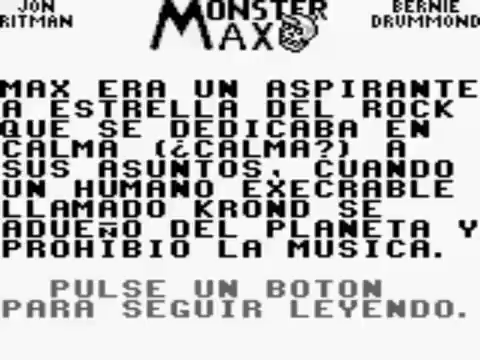 JON
RITMAN
MONSTER
MAX
BERNIE
DRUMMOND
MAX ERA UN ASPIRANTE
A ESTRELLA DEL ROCK
QUE SE DEDICABA EN
CALMA (¿CALMA?) A
SUS ASUNTOS, CUANDO
UN HUMANO EXECRABLE
LLAMADO KROND SE
ADUEÑO DEL PLANETA Y
PROHIBIO LA MUSICA.
PULSE UN BOTON
PARA SEGUIR LEYENDO.